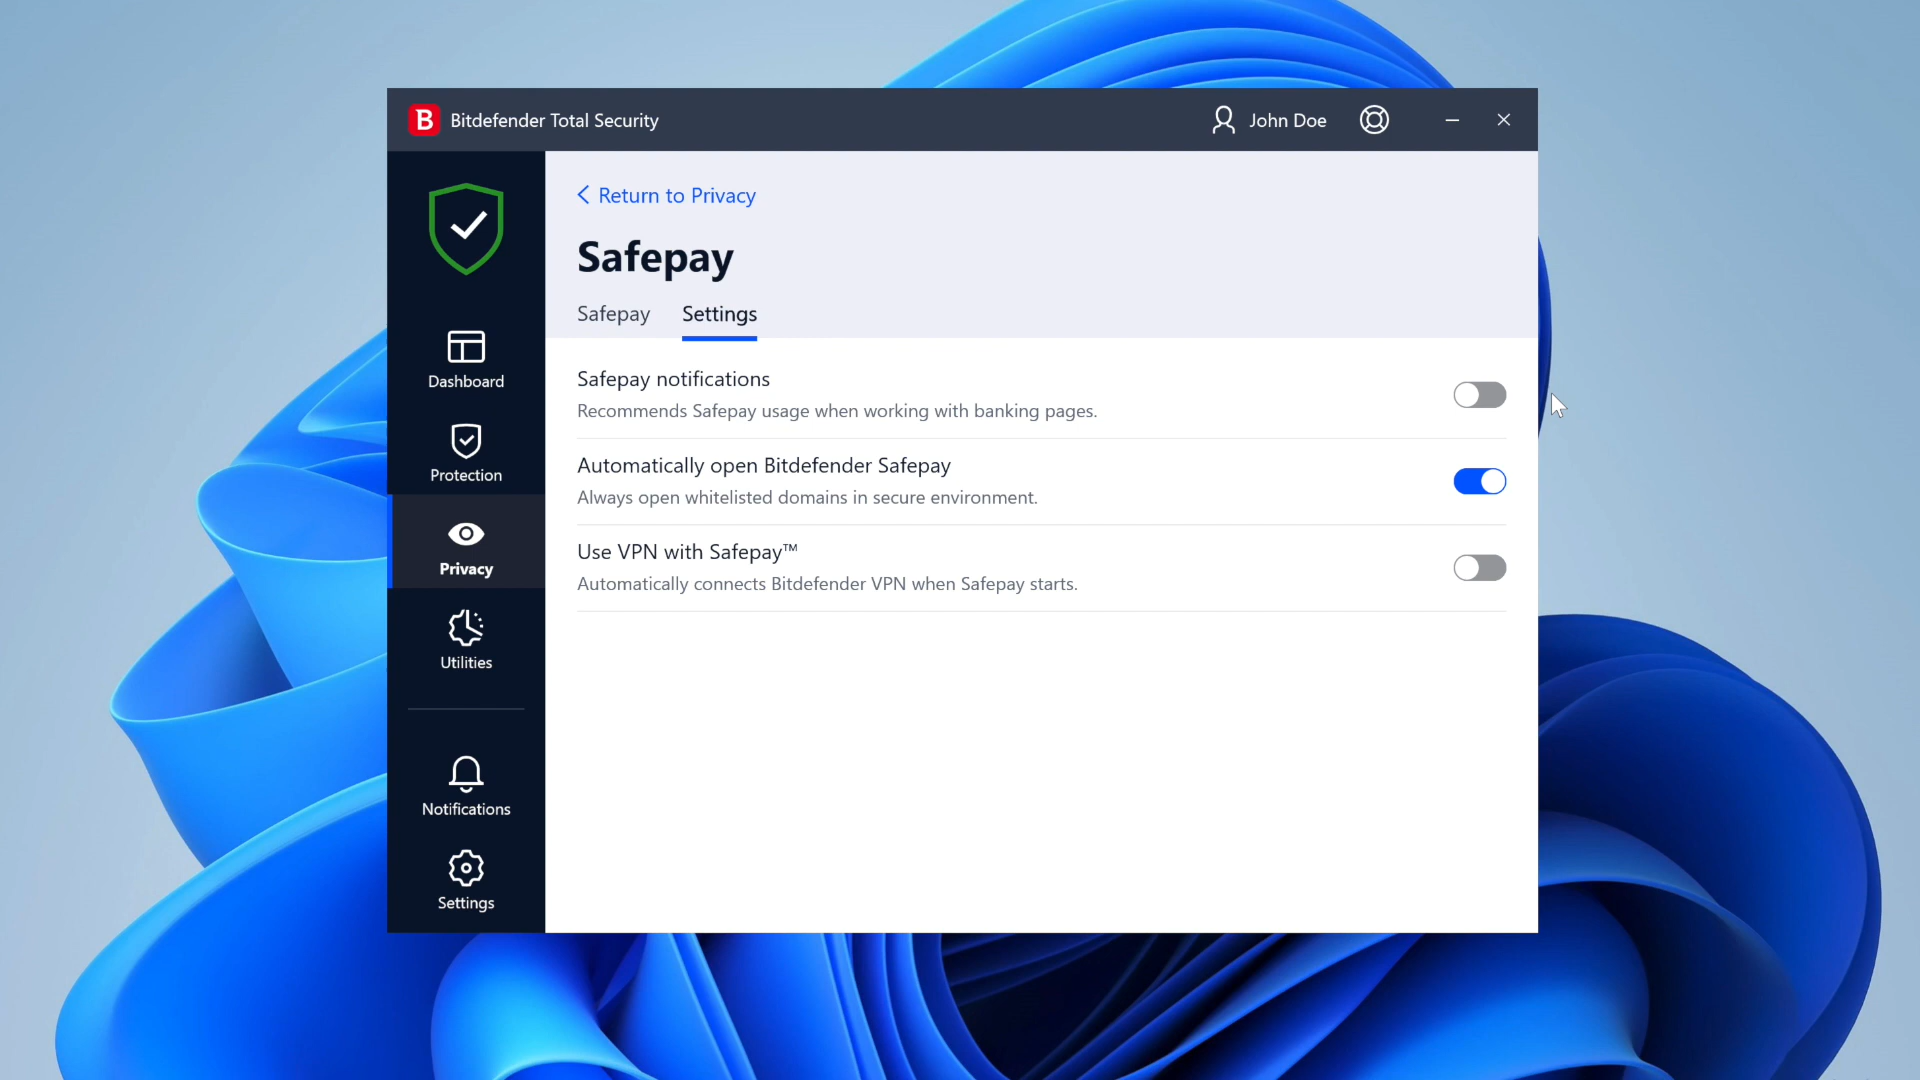 B Bitdefender Total Security
John Doe
Return to Privacy
Safepay
Safepay Settings
Dashboard
Protection
Privacy
Utilities
Notifications
Settings
Safepay notifications
Recommends Safepay usage when working with banking pages.
Automatically open Bitdefender Safepay
Always open whitelisted domains in secure environment.
Use VPN with Safepay™
Automatically connects Bitdefender VPN when Safepay starts.